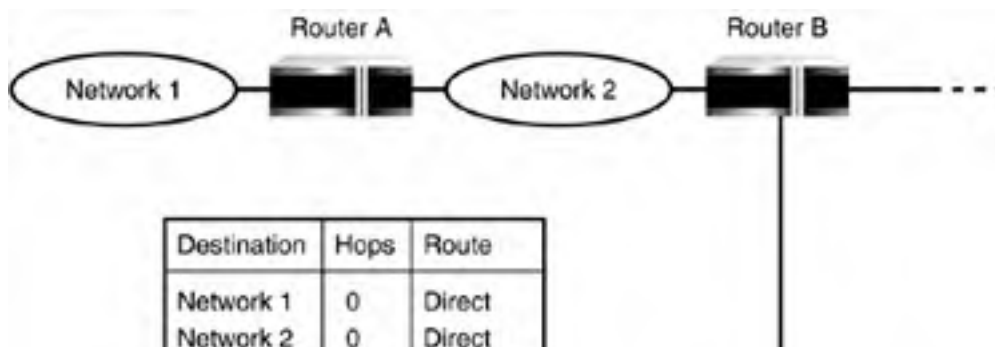 Router A
Router B
Network 1
Network 2
Destination Hops Route
Network 1 0 Direct
Network 2 0 Direct